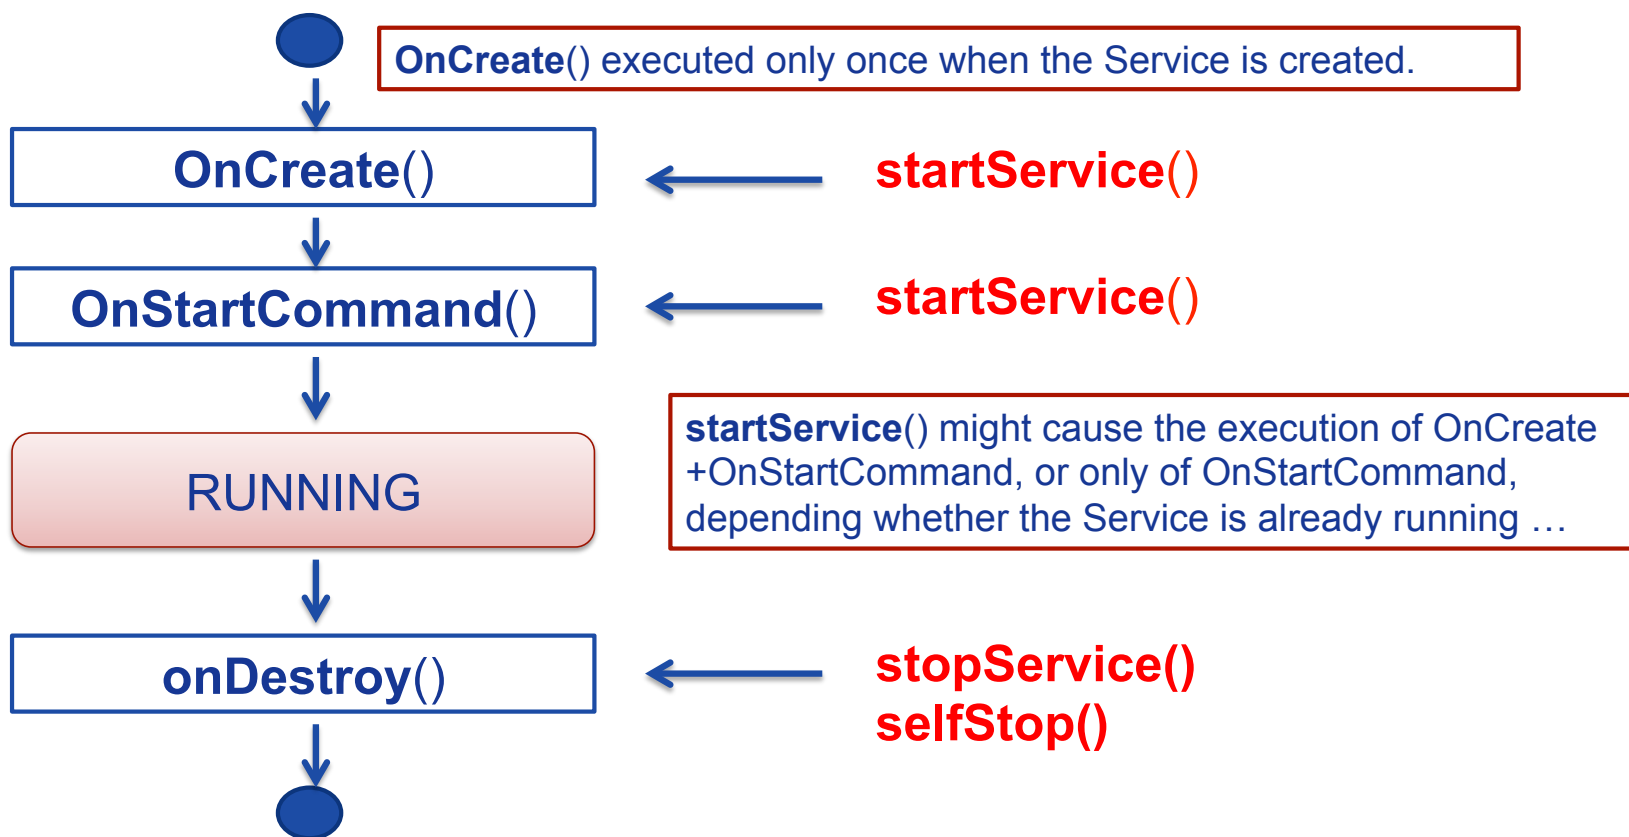 OnCreate() executed only once when the Service is created.
OnCreate()
startService()
OnStartCommand()
startService()
RUNNING
startService() might cause the execution of OnCreate
+OnStartCommand, or only of OnStartCommand,
depending whether the Service is already running …
onDestroy()
stopService()
selfStop()